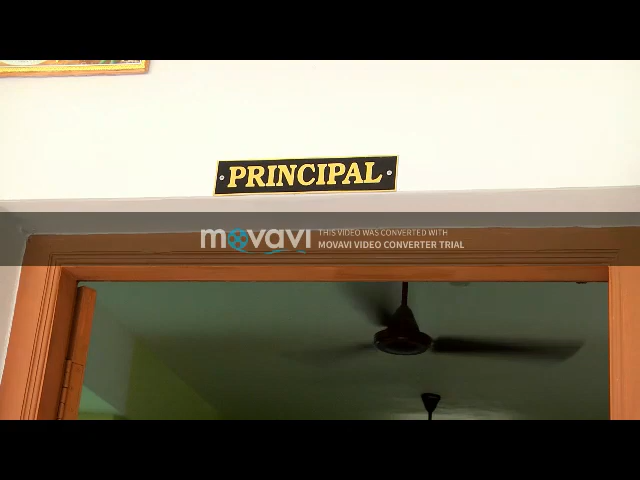 PRINCIPAL
movavi
THIS VIDEO WAS CONVERTED WITH
MOVAVI VIDEO CONVERTER TRIAL